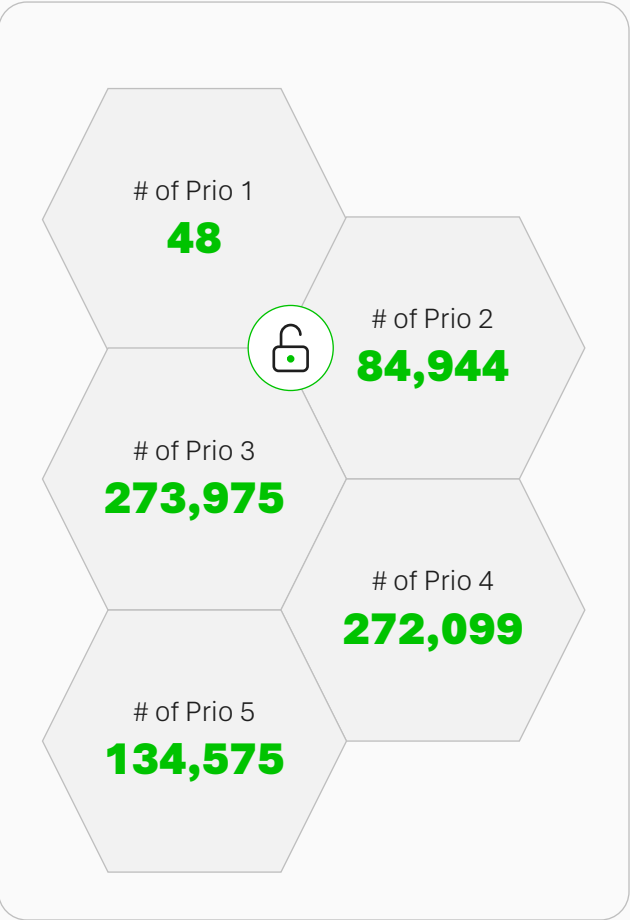 # of Prio 1
48
# of Prio 2
84,944
# of Prio 3
273,975
# of Prio 4
272,099
# of Prio 5
134,575